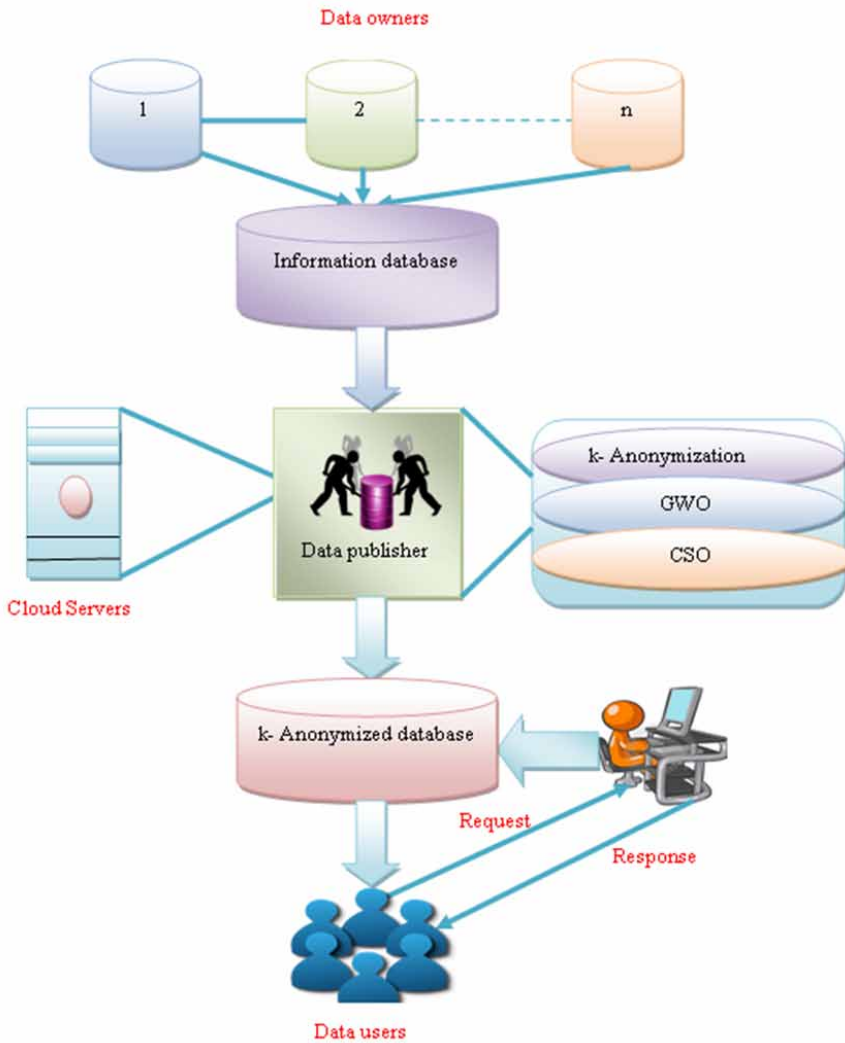 Data owners
1
2
n
Information database
k- Anonymization
GWO
Data publisher
CSO
Cloud Servers
k- Anonymized database
Request
Response
Data users